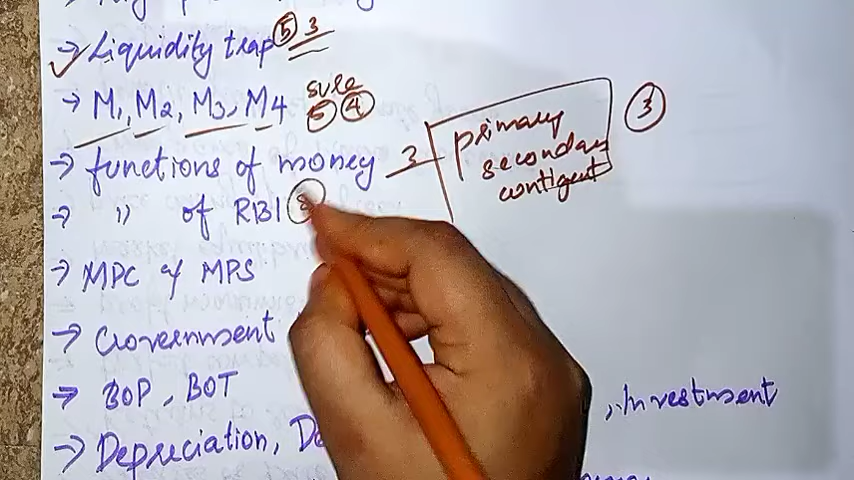 → Liquidity trap ⑤ 3
→ M1, M2, M3, M4 sure ⑤ ④
→ functions of money 3 primary secondary contigent ③
→ 〃 of RBI
→ MPC & MPS
→ Government
→ BOP, BOT
, Investment
→ Depreciation,